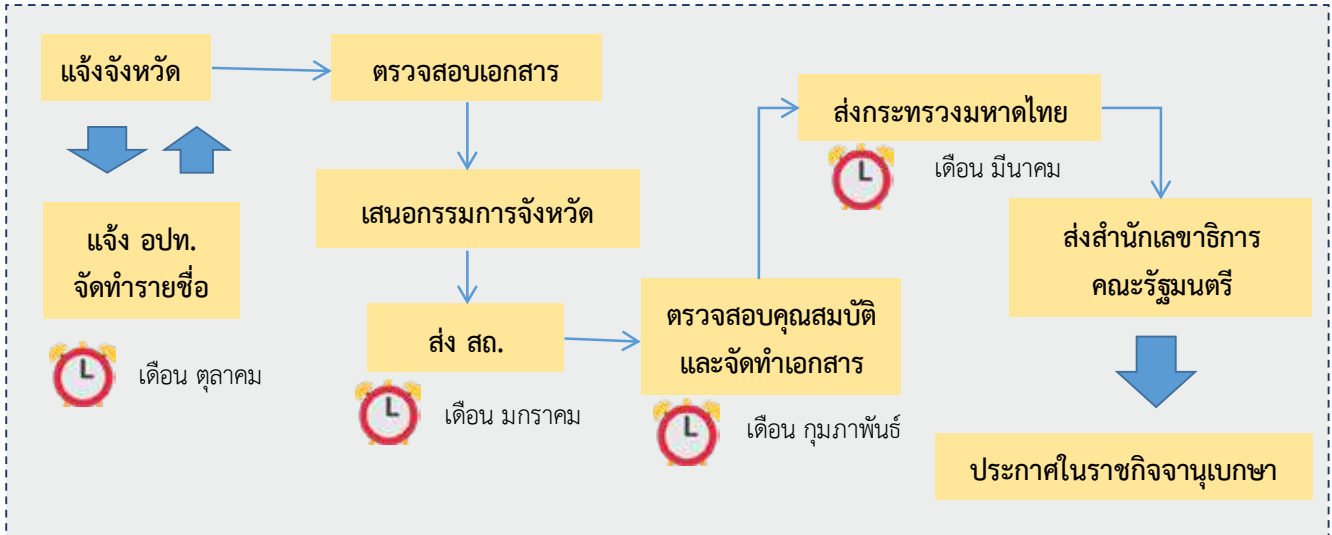 แจ้งจังหวัด
แจ้ง อปท.
จัดทำรายชื่อ
เดือน ตุลาคม
ตรวจสอบเอกสาร
เสนอกรรมการจังหวัด
ส่ง สถ.
เดือน มกราคม
ตรวจสอบคุณสมบัติ
และจัดทำเอกสาร
เดือน กุมภาพันธ์
ส่งกระทรวงมหาดไทย
เดือน มีนาคม
ส่งสำนักเลขาธิการ
คณะรัฐมนตรี
ประกาศในราชกิจจานุเบกษา